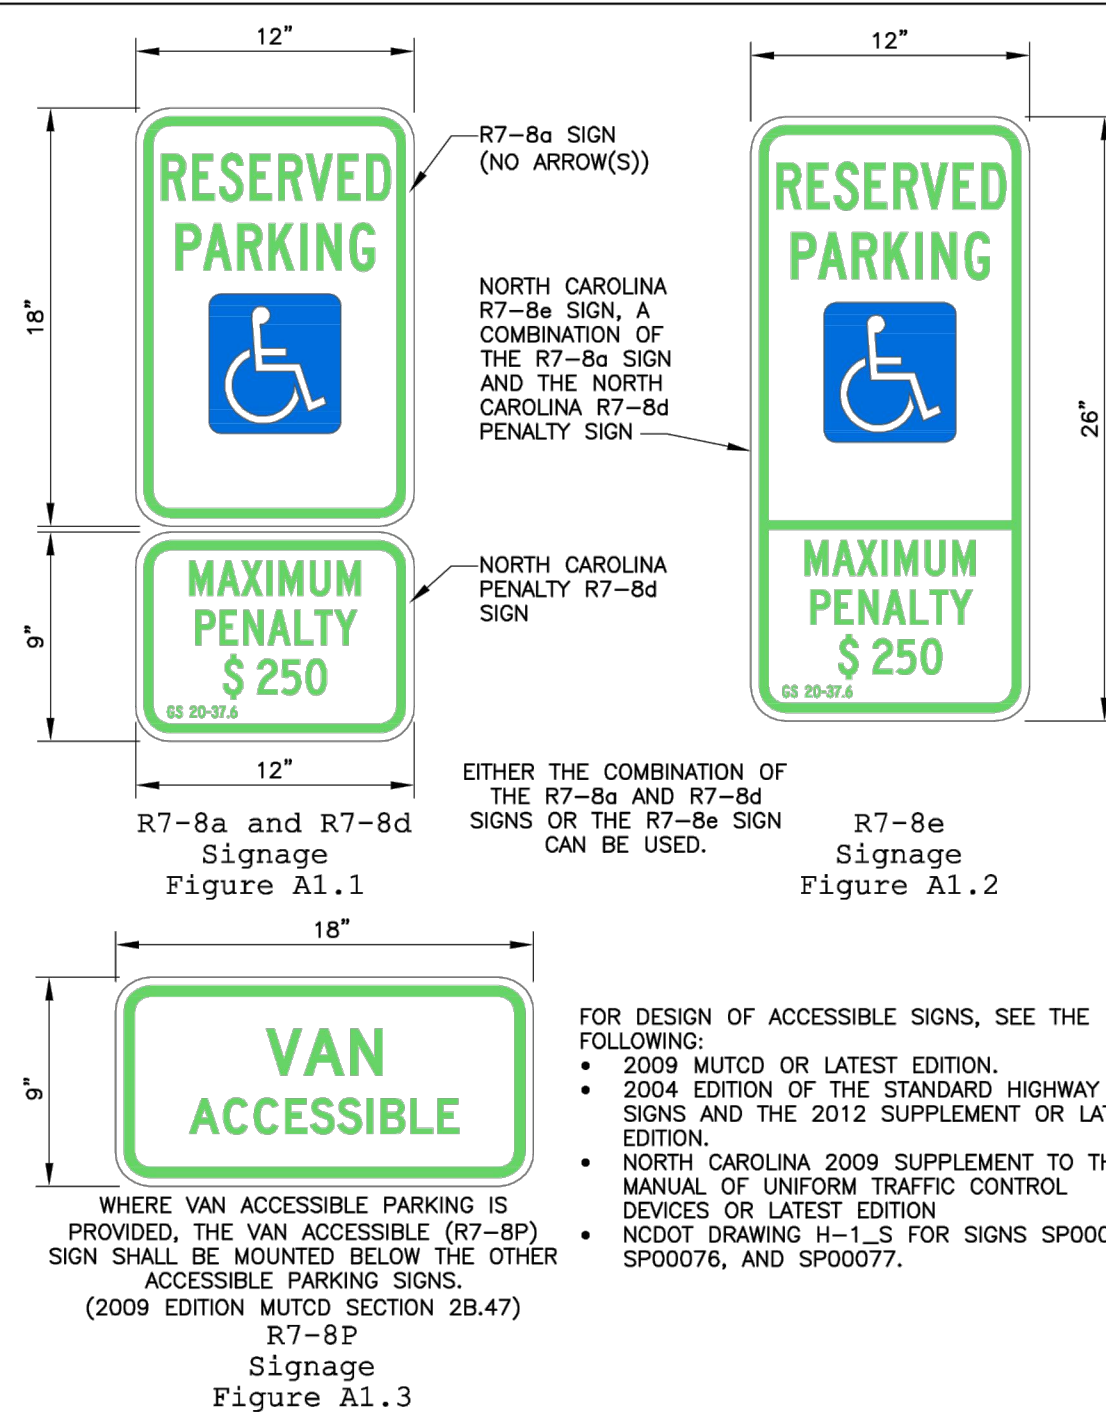 12"
18"
RESERVED
PARKING
R7-8a SIGN
(NO ARROW(S))
9"
MAXIMUM
PENALTY
$ 250
GS 20-37.6
NORTH CAROLINA
PENALTY R7-8d
SIGN
12"
R7-8a and R7-8d
Signage
Figure A1.1
NORTH CAROLINA
R7-8e SIGN, A
COMBINATION OF
THE R7-8a SIGN
AND THE NORTH
CAROLINA R7-8d
PENALTY SIGN
12"
RESERVED
PARKING
26"
MAXIMUM
PENALTY
$ 250
GS 20-37.6
EITHER THE COMBINATION OF
THE R7-8a AND R7-8d
SIGNS OR THE R7-8e SIGN
CAN BE USED.
R7-8e
Signage
Figure A1.2
18"
9"
VAN
ACCESSIBLE
WHERE VAN ACCESSIBLE PARKING IS
PROVIDED, THE VAN ACCESSIBLE (R7-8P)
SIGN SHALL BE MOUNTED BELOW THE OTHER
ACCESSIBLE PARKING SIGNS.
(2009 EDITION MUTCD SECTION 2B.47)
R7-8P
Signage
Figure A1.3
FOR DESIGN OF ACCESSIBLE SIGNS, SEE THE
FOLLOWING:
• 2009 MUTCD OR LATEST EDITION.
• 2004 EDITION OF THE STANDARD HIGHWAY
SIGNS AND THE 2012 SUPPLEMENT OR
EDITION.
• NORTH CAROLINA 2009 SUPPLEMENT TO
MANUAL OF UNIFORM TRAFFIC CONTROL
DEVICES OR LATEST EDITION
• NCDOT DRAWING H-1_S FOR SIGNS
SP00076, AND SP00077.